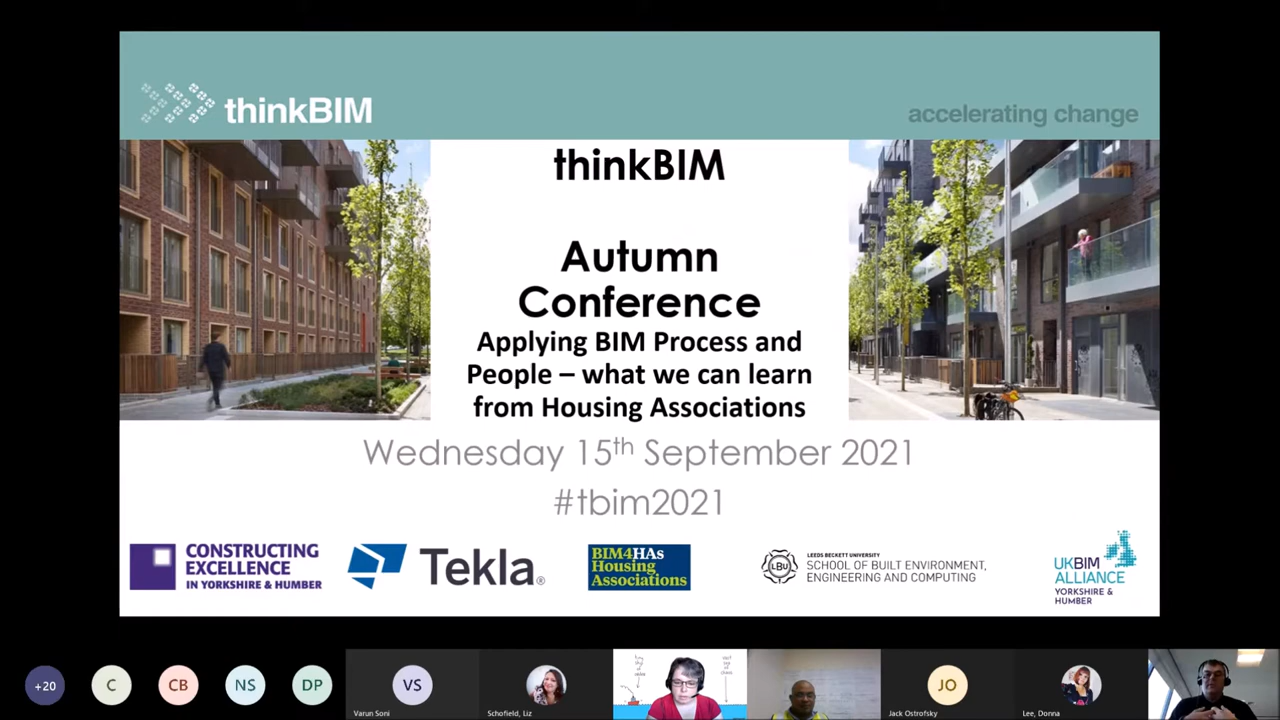 thinkBIM
accelerating change
thinkBIM
Autumn
Conference
Applying BIM Process and
People – what we can learn
from Housing Associations
Wednesday 15th September 2021
#tbim2021
CONSTRUCTING
EXCELLENCE
IN YORKSHIRE & HUMBER
Tekla®
BIM4HAs
Housing
Associations
LBU
LEEDS BECKETT UNIVERSITY
SCHOOL OF BUILT ENVIRONMENT,
ENGINEERING AND COMPUTING
UKBIM
ALLIANCE
YORKSHIRE &
HUMBER
+20
C
CB
NS
DP
VS
JO
Varun Soni
Schofield, Liz
Jack Ostrofsky
Lee, Donna